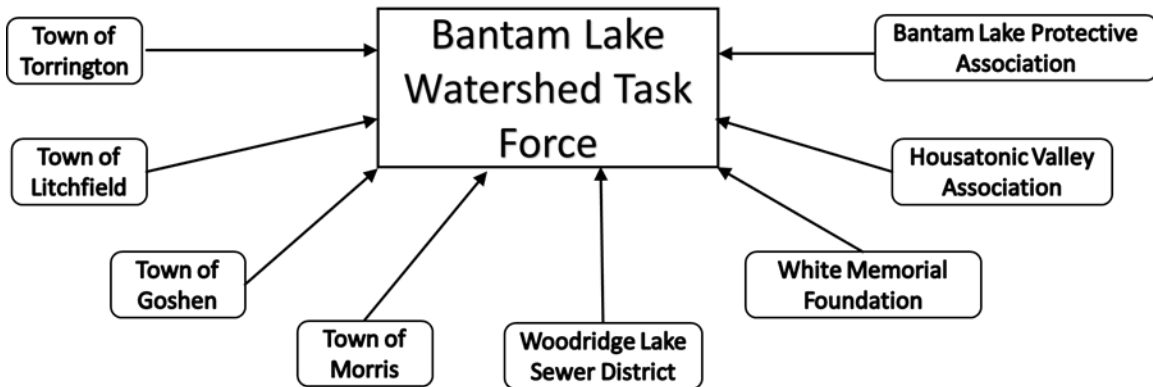 Bantam Lake
Watershed Task
Force
Town of
Torrington
Town of
Litchfield
Town of
Goshen
Town of
Morris
Woodridge Lake
Sewer District
White Memorial
Foundation
Housatonic Valley
Association
Bantam Lake Protective
Association